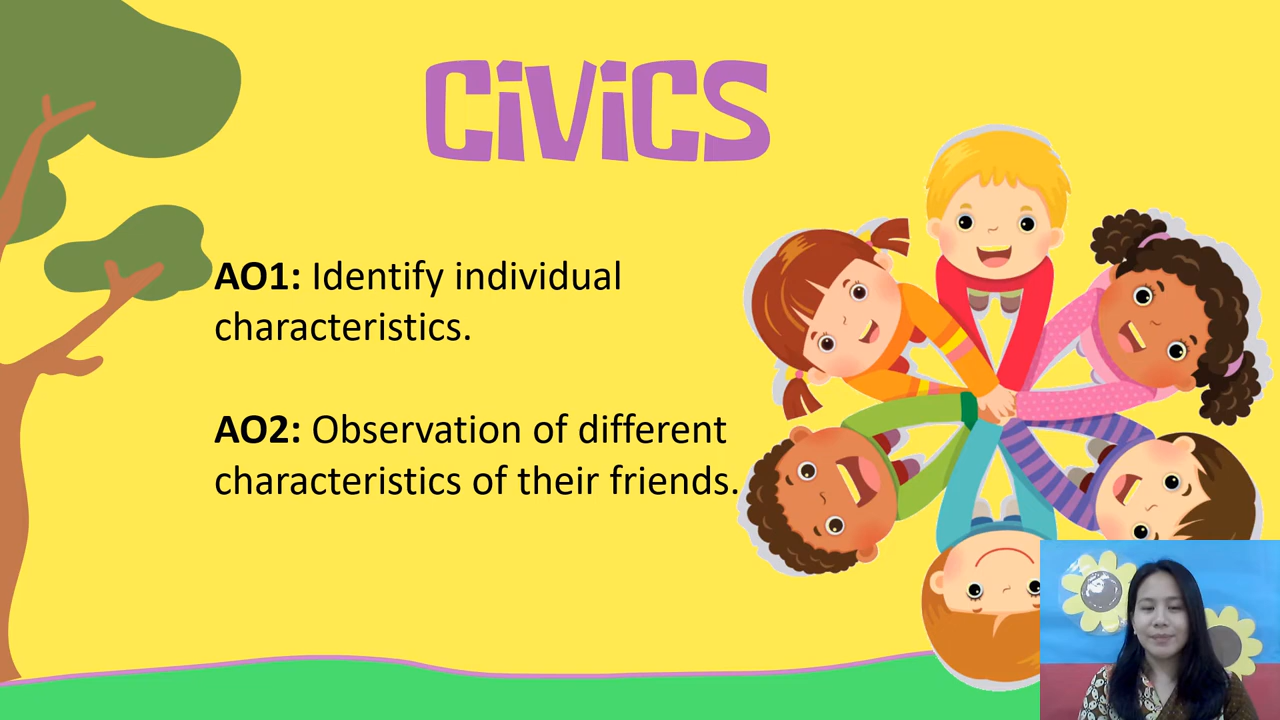 CiViCS
AO1: Identify individual
characteristics.
AO2: Observation of different
characteristics of their friends.